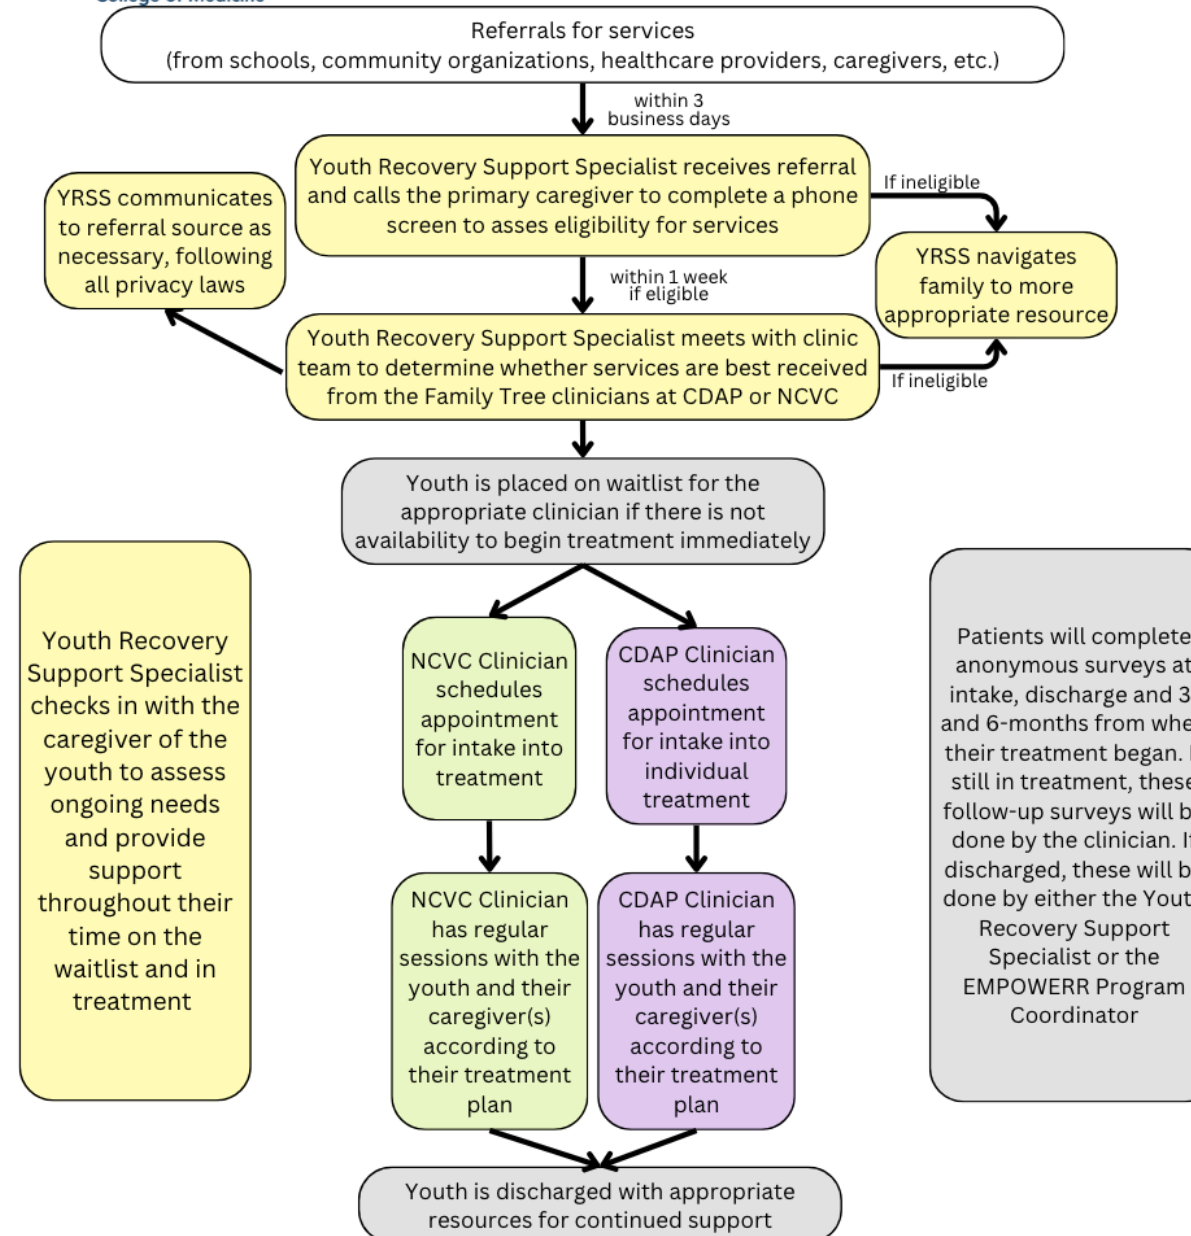 College of Medicine
Referrals for services
(from schools, community organizations, healthcare providers, caregivers, etc.)
within 3
business days
Youth Recovery Support Specialist receives referral
and calls the primary caregiver to complete a phone
screen to asses eligibility for services
If ineligible
YRSS communicates
to referral source as
necessary, following
all privacy laws
YRSS navigates
family to more
appropriate resource
within 1 week
if eligible
Youth Recovery Support Specialist meets with clinic
team to determine whether services are best received
from the Family Tree clinicians at CDAP or NCVC
If ineligible
Youth is placed on waitlist for the
appropriate clinician if there is not
availability to begin treatment immediately
Youth Recovery
Support Specialist
checks in with the
caregiver of the
youth to assess
ongoing needs
and provide
support
throughout their
time on the
waitlist and in
treatment
NCVC Clinician
schedules
appointment
for intake into
treatment
CDAP Clinician
schedules
appointment
for intake into
individual
treatment
NCVC Clinician
has regular
sessions with the
youth and their
caregiver(s)
according to
their treatment
plan
CDAP Clinician
has regular
sessions with the
youth and their
caregiver(s)
according to
their treatment
plan
Patients will complete
anonymous surveys at
intake, discharge and 3
and 6-months from
their treatment began.
still in treatment, these
follow-up surveys will
done by the clinician. If
discharged, these will
done by either the
Recovery Support
Specialist or the
EMPOWERR Program
Coordinator
Youth is discharged with appropriate
resources for continued support